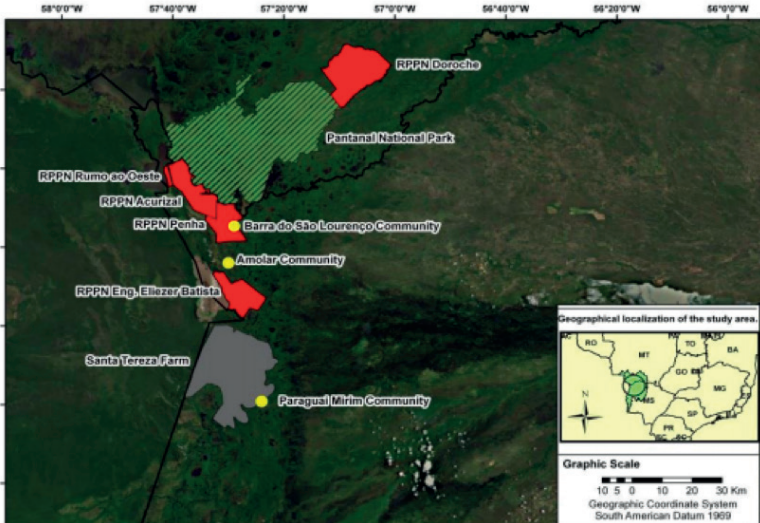 58°0'0"W 57°40'0"W 57°20'0"W 57°0'0"W 56°40'0"W 56°20'0"W 56°0'0"W
RPPN Doroche
Pantanal National Park
RPPN Rumo ao Oeste
RPPN Acurizal
RPPN Penha
Barra do São Lourenço Community
Amolar Community
RPPN Eng. Eliezer Batista
Santa Tereza Farm
Paraguai Mirim Community
Geographical localization of the study area.
RO
MT
TO
BA
GO
MG
MS
SP
PR
SC
N
Graphic Scale
10 5 0 10 20 30 Km
Geographic Coordinate System
South American Datum 1969